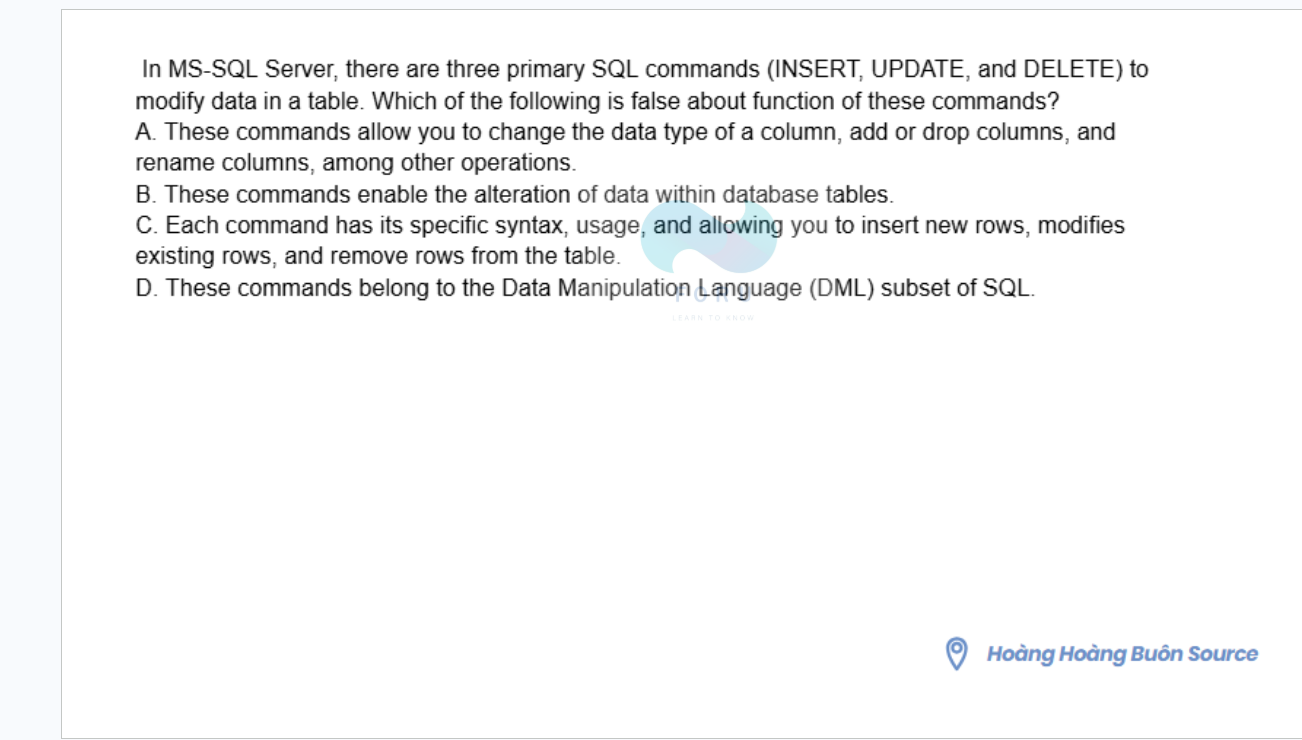 In MS-SQL Server, there are three primary SQL commands (INSERT, UPDATE, and DELETE) to
modify data in a table. Which of the following is false about function of these commands?
A. These commands allow you to change the data type of a column, add or drop columns, and
rename columns, among other operations.
B. These commands enable the alteration of data within database tables.
C. Each command has its specific syntax, usage, and allowing you to insert new rows, modifies
existing rows, and remove rows from the table.
D. These commands belong to the Data Manipulation Language (DML) subset of SQL.
LEARN TO KNOW
Hoàng Hoàng Buôn Source